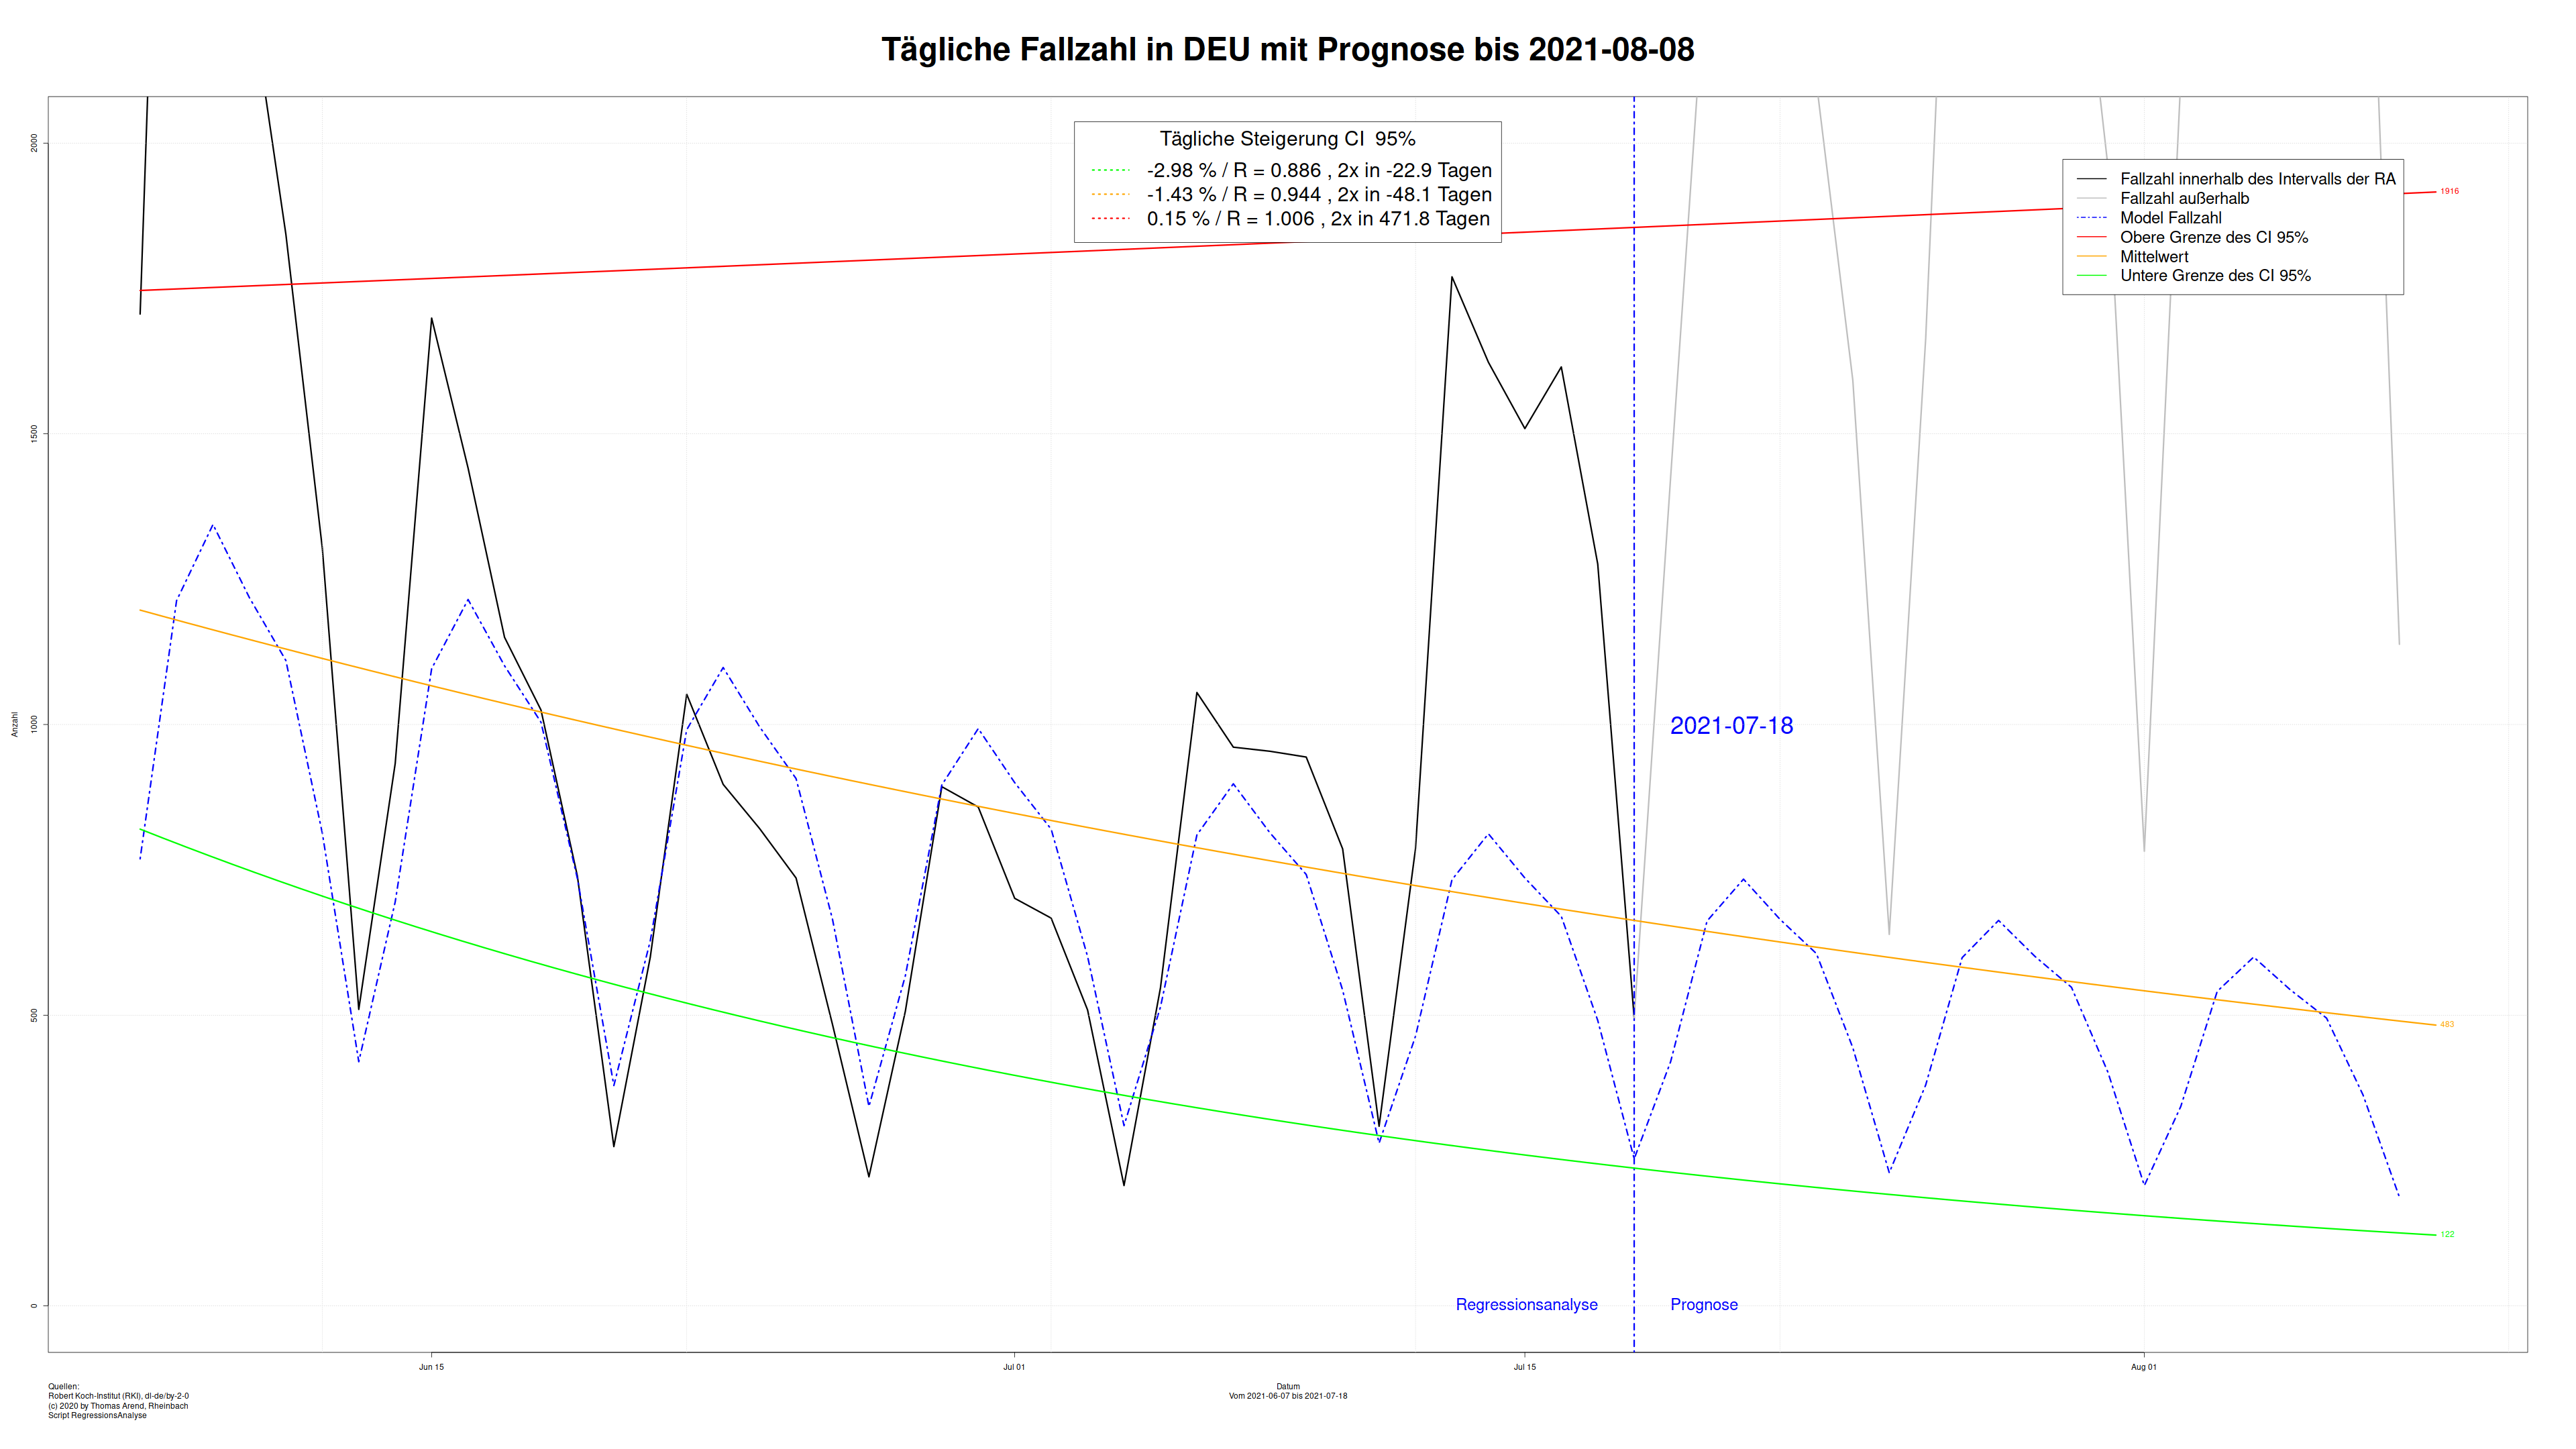 Tägliche Fallzahl in DEU mit Prognose bis 2021-08-08
Tägliche Steigerung CI 95%
-2.98 % / R = 0.886 , 2x in -22.9 Tagen
-1.43 % / R = 0.944 , 2x in -48.1 Tagen
0.15 % / R = 1.006 , 2x in 471.8 Tagen
Fallzahl innerhalb des Intervalls der RA
Fallzahl außerhalb
Model Fallzahl
Obere Grenze des CI 95%
Mittelwert
Untere Grenze des CI 95%
1916
483
122
2021-07-18
Regressionsanalyse
Prognose
Anzahl
2000
1500
1000
500
0
Jun 15
Jul 01
Jul 15
Aug 01
Datum
Vom 2021-06-07 bis 2021-07-18
Quellen:
Robert Koch-Institut (RKI), dl-de/by-2-0
(c) 2020 by Thomas Arend, Rheinbach
Script RegressionsAnalyse